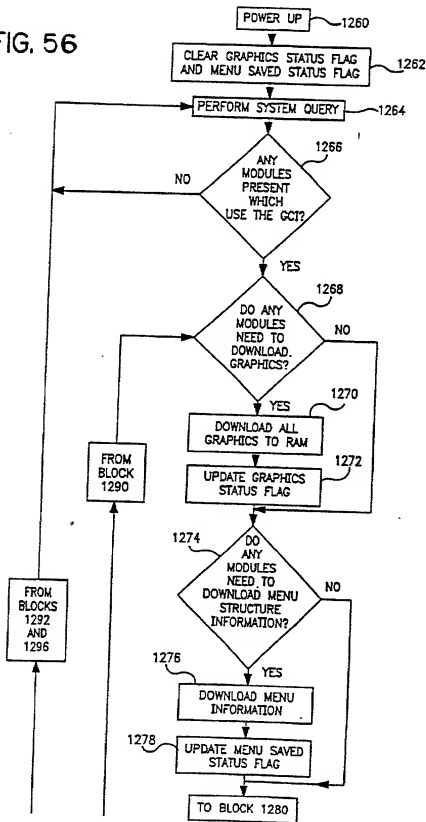 FIG. 56
POWER UP
1260
CLEAR GRAPHICS STATUS FLAG
AND MENU SAVED STATUS FLAG
1262
PERFORM SYSTEM QUERY
1264
1266
ANY
MODULES
PRESENT
WHICH
USE THE GCI?
NO
YES
1268
DO ANY
MODULES
NEED TO
DOWNLOAD
GRAPHICS?
NO
YES
1270
DOWNLOAD ALL
GRAPHICS TO RAM
1272
UPDATE GRAPHICS
STATUS FLAG
FROM
BLOCK
1290
1274
DO
ANY
MODULES
NEED TO
DOWNLOAD MENU
STRUCTURE
INFORMATION?
NO
YES
FROM
BLOCKS
1292
AND
1296
1276
DOWNLOAD MENU
INFORMATION
1278
UPDATE MENU SAVED
STATUS FLAG
TO BLOCK 1280